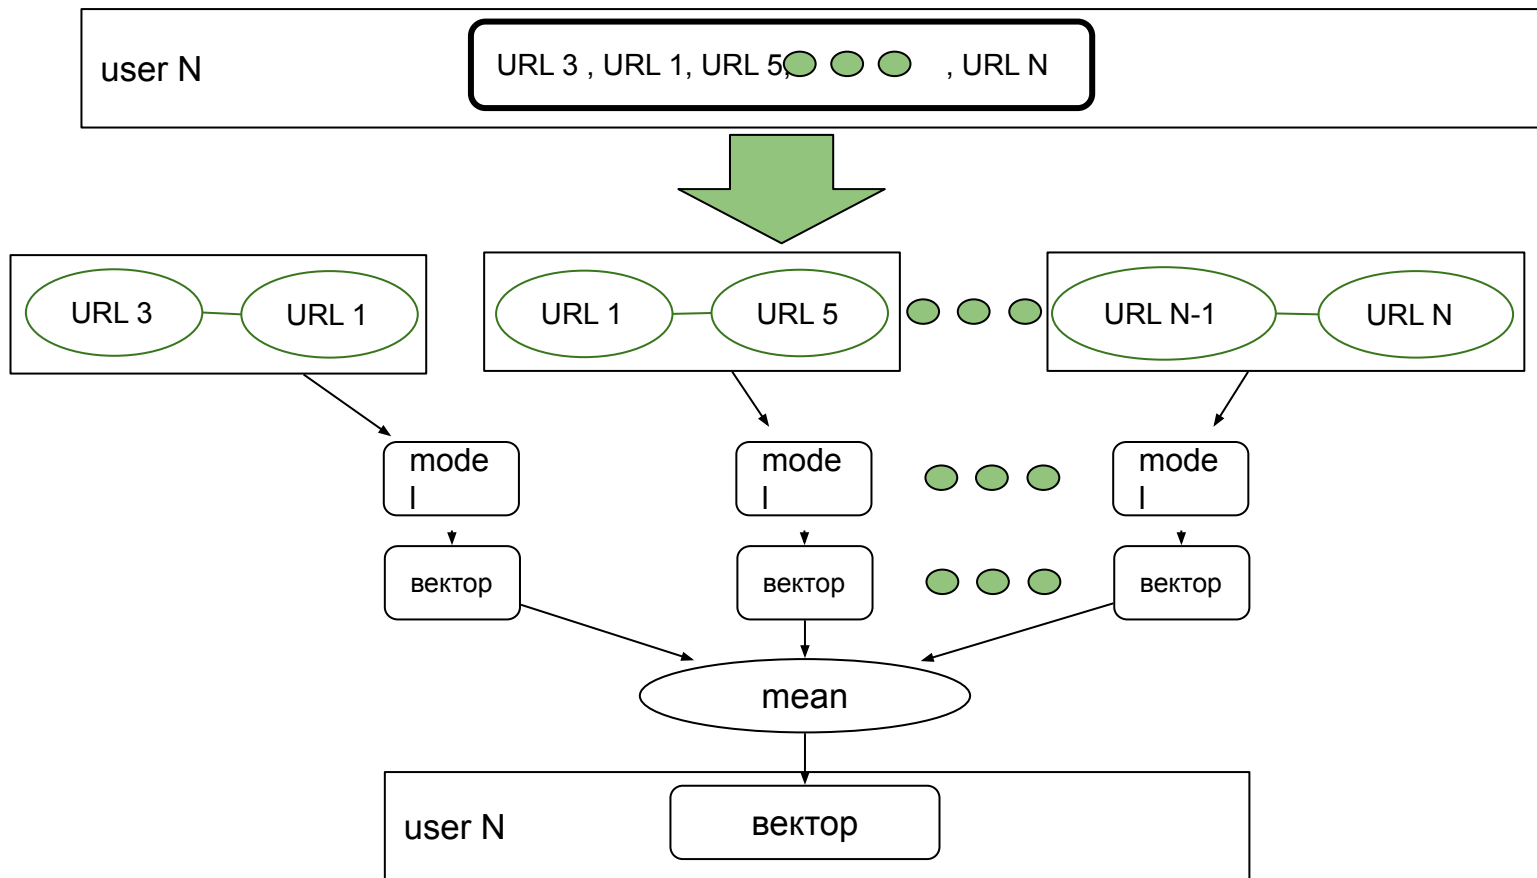 user N
URL 3 , URL 1, URL 5, , URL N
URL 3
URL 1
URL 1
URL 5
URL N-1
URL N
mode
l
mode
l
mode
l
вектор
вектор
вектор
mean
user N
вектор